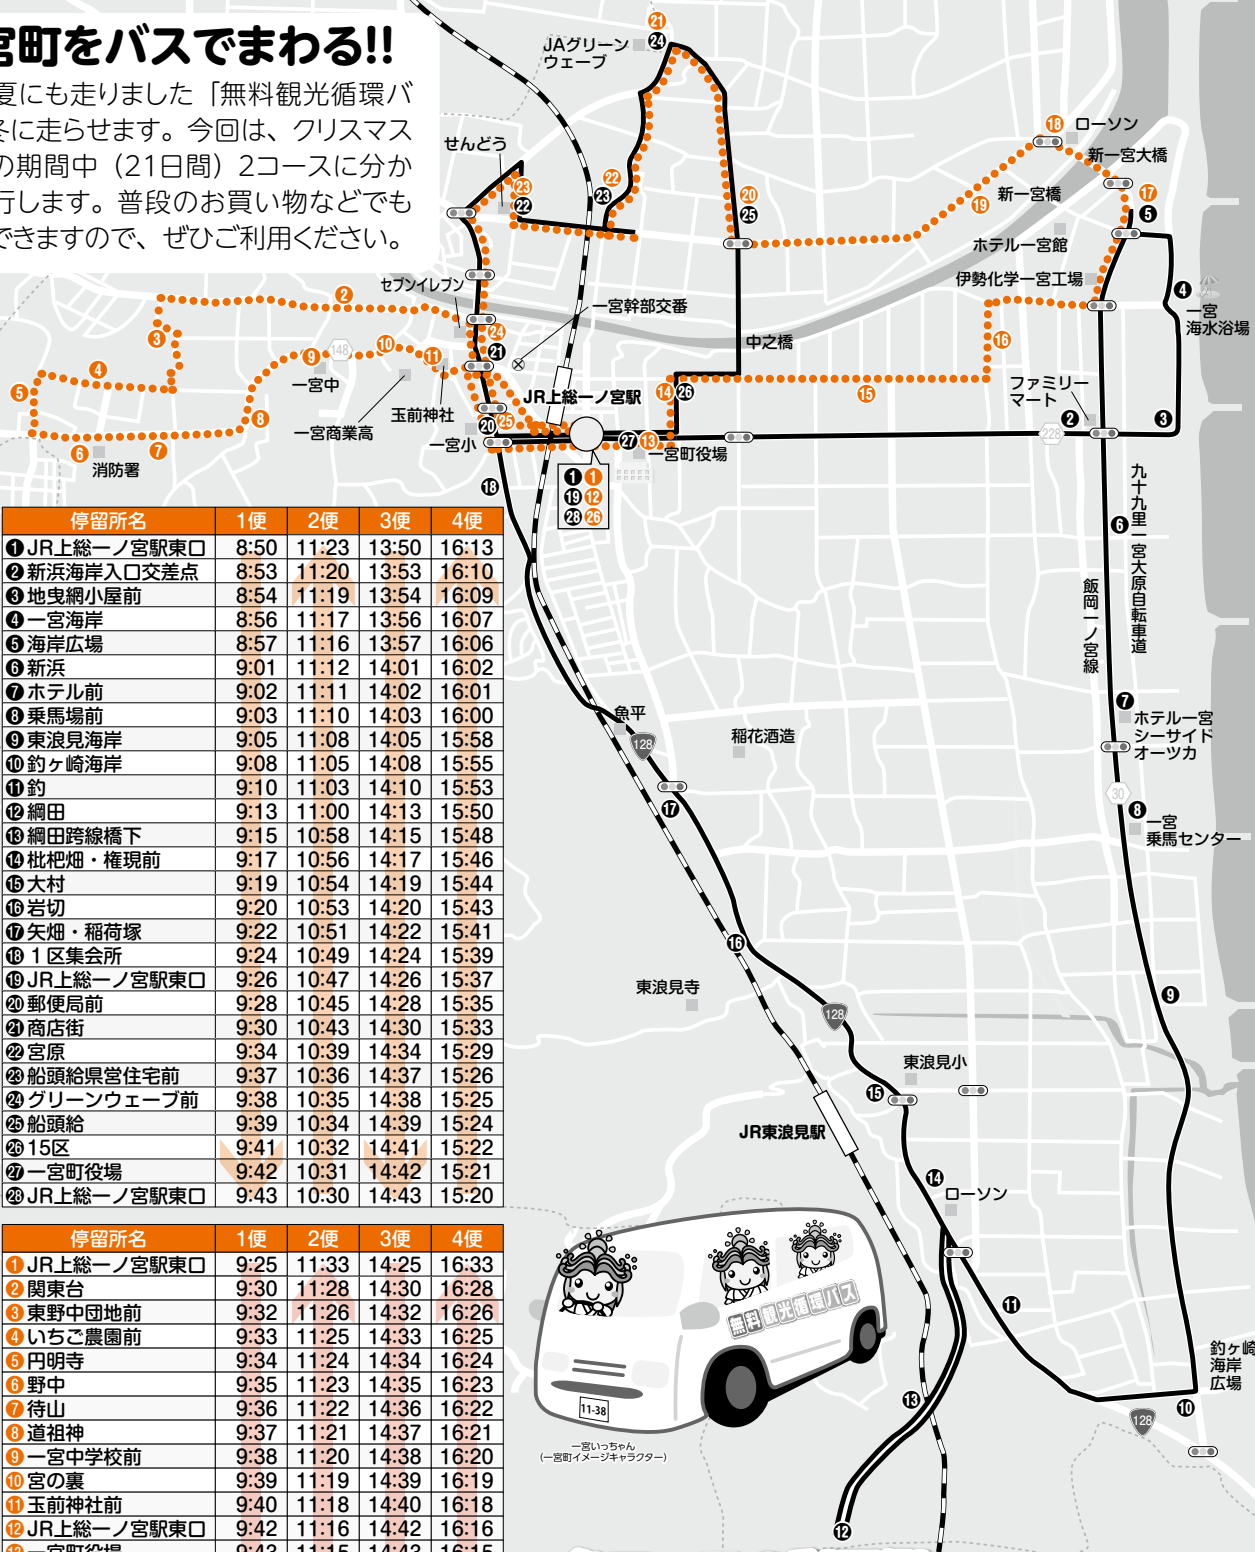 宮町をバスでまわる!!
夏にも走りました「無料観光循環バ
冬に走らせます。今回は、クリスマス
の期間中（21日間）2コースに分か
行します。普段のお買い物などでも
できますので、ぜひご利用ください。
JAグリーン
ウェーブ
せんどう
ローソン
新一宮大橋
新一宮橋
ホテル一宮館
伊勢化学一宮工場
セブンイレブン
一宮幹部交番
一宮
海水浴場
中之橋
148
一宮中
一宮商業高
玉前神社
JR上総一ノ宮駅
ファミリー
マート
一宮小
一宮町役場
228
消防署
❶ ①
⓳ ⑫
㉘ ㉖
九十九里一宮大原自転車道
飯岡一ノ宮線
魚平
128
稲花酒造
ホテル一宮
シーサイド
オーツカ
30
一宮
乗馬センター
東浪見寺
128
東浪見小
JR東浪見駅
ローソン
釣ヶ崎
海岸
広場
128
停留所名 1便 2便 3便 4便
❶JR上総一ノ宮駅東口 8:50 11:23 13:50 16:13
❷新浜海岸入口交差点 8:53 11:20 13:53 16:10
❸地曳網小屋前 8:54 11:19 13:54 16:09
❹一宮海岸 8:56 11:17 13:56 16:07
❺海岸広場 8:57 11:16 13:57 16:06
❻新浜 9:01 11:12 14:01 16:02
❼ホテル前 9:02 11:11 14:02 16:01
❽乗馬場前 9:03 11:10 14:03 16:00
❾東浪見海岸 9:05 11:08 14:05 15:58
❿釣ヶ崎海岸 9:08 11:05 14:08 15:55
⓫釣 9:10 11:03 14:10 15:53
⓬綱田 9:13 11:00 14:13 15:50
⓭綱田跨線橋下 9:15 10:58 14:15 15:48
⓮枇杷畑・権現前 9:17 10:56 14:17 15:46
⓯大村 9:19 10:54 14:19 15:44
⓰岩切 9:20 10:53 14:20 15:43
⓱矢畑・稲荷塚 9:22 10:51 14:22 15:41
⓲１区集会所 9:24 10:49 14:24 15:39
⓳JR上総一ノ宮駅東口 9:26 10:47 14:26 15:37
⓴郵便局前 9:28 10:45 14:28 15:35
㉑商店街 9:30 10:43 14:30 15:33
㉒宮原 9:34 10:39 14:34 15:29
㉓船頭給県営住宅前 9:37 10:36 14:37 15:26
㉔グリーンウェーブ前 9:38 10:35 14:38 15:25
㉕船頭給 9:39 10:34 14:39 15:24
㉖15区 9:41 10:32 14:41 15:22
㉗一宮町役場 9:42 10:31 14:42 15:21
㉘JR上総一ノ宮駅東口 9:43 10:30 14:43 15:20
停留所名 1便 2便 3便 4便
①JR上総一ノ宮駅東口 9:25 11:33 14:25 16:33
②関東台 9:30 11:28 14:30 16:28
③東野中団地前 9:32 11:26 14:32 16:26
④いちご農園前 9:33 11:25 14:33 16:25
⑤円明寺 9:34 11:24 14:34 16:24
⑥野中 9:35 11:23 14:35 16:23
⑦待山 9:36 11:22 14:36 16:22
⑧道祖神 9:37 11:21 14:37 16:21
⑨一宮中学校前 9:38 11:20 14:38 16:20
⑩宮の裏 9:39 11:19 14:39 16:19
⑪玉前神社前 9:40 11:18 14:40 16:18
⑫JR上総一ノ宮駅東口 9:42 11:16 14:42 16:16
⑬一宮町役場 9:43 11:15 14:43 16:15
無料観光循環バス
11-38
一宮いっちゃん
（一宮町イメージキャラクター）